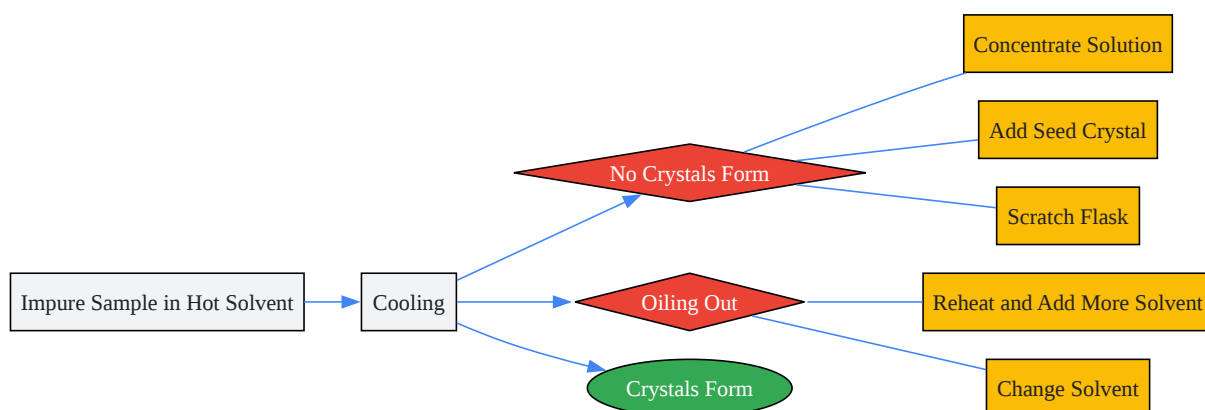 Concentrate Solution
Add Seed Crystal
No Crystals Form
Scratch Flask
Impure Sample in Hot Solvent
Cooling
Oiling Out
Reheat and Add More Solvent
Change Solvent
Crystals Form